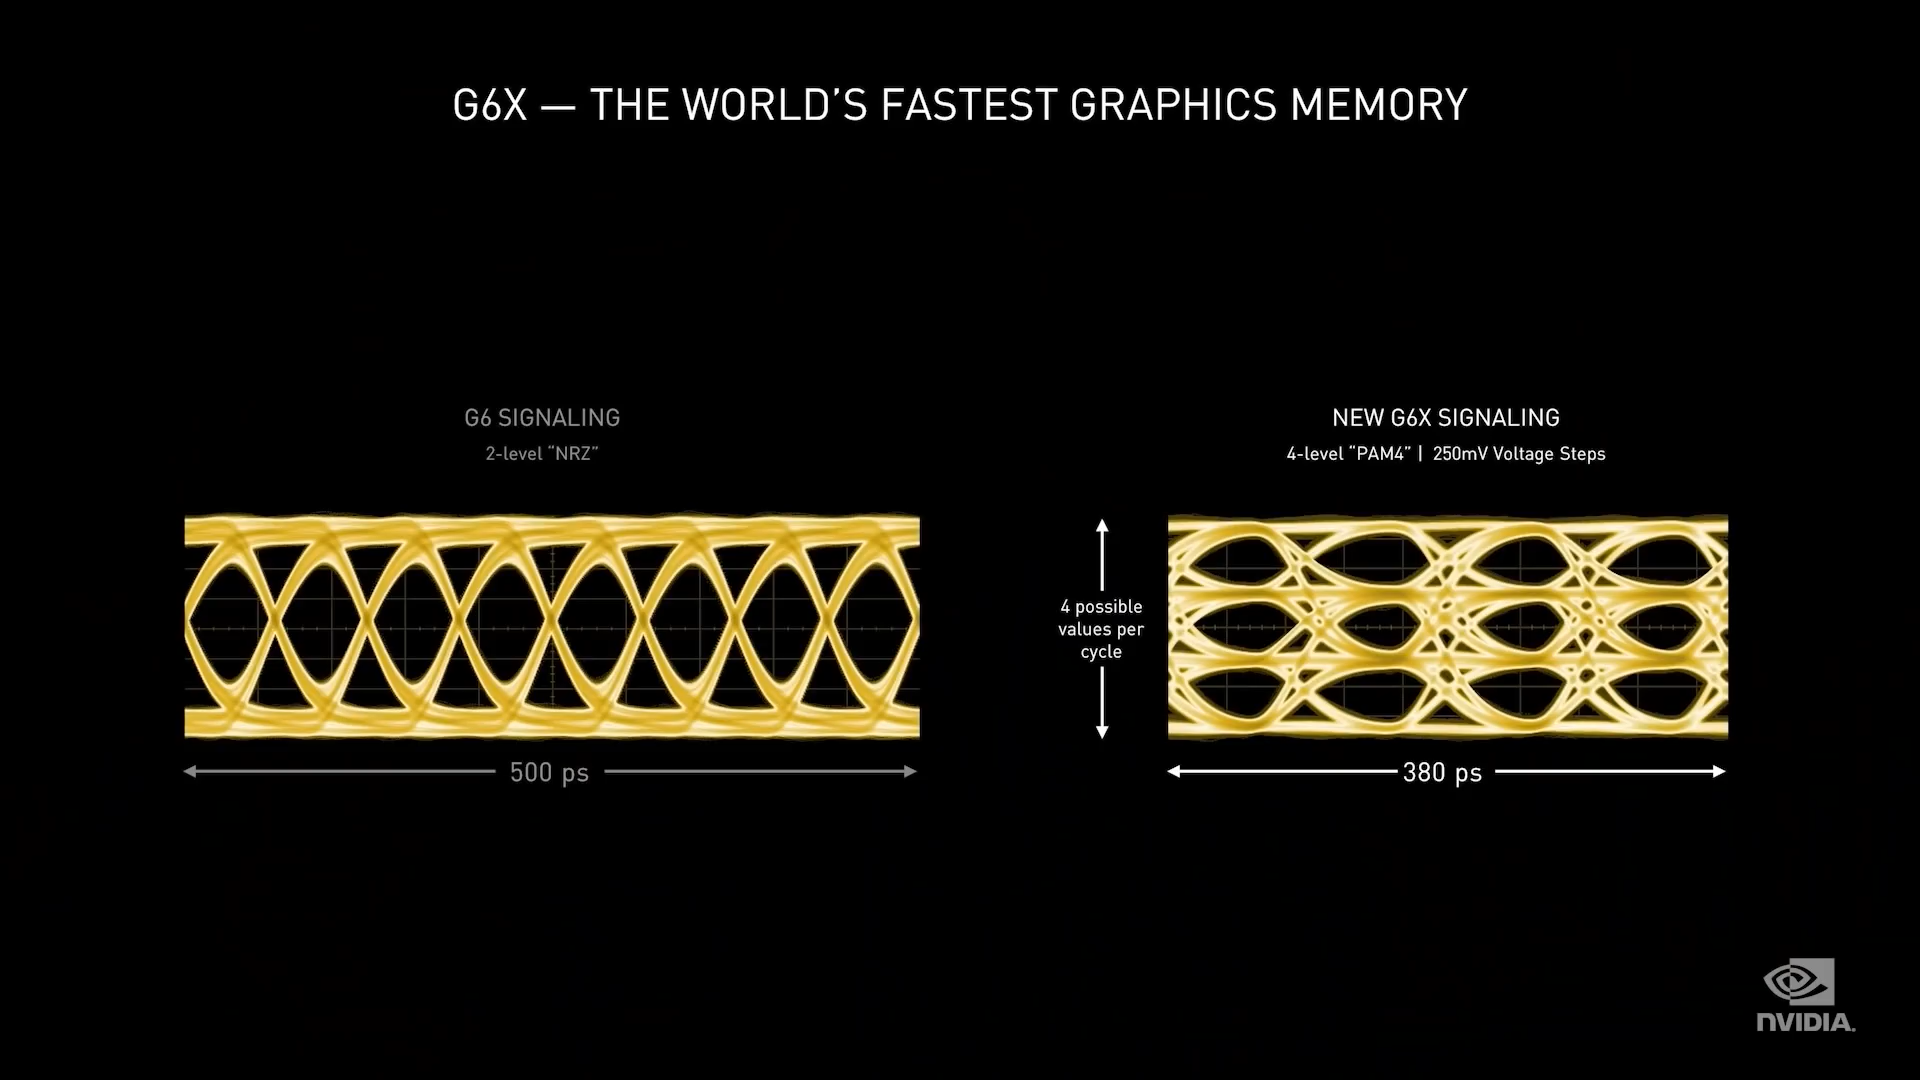 G6X — THE WORLD'S FASTEST GRAPHICS MEMORY
G6 SIGNALING
2-level “NRZ”
500 ps
NEW G6X SIGNALING
4-level “PAM4” | 250mV Voltage Steps
4 possible
values per
cycle
380 ps
NVIDIA.